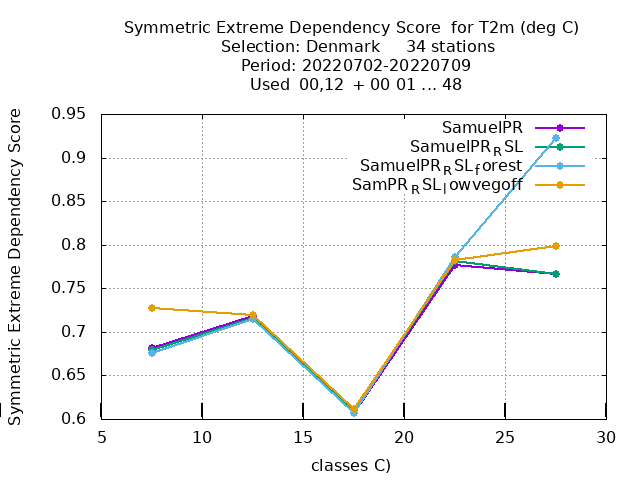 Symmetric Extreme Dependency Score for T2m (deg C)
Selection: Denmark 34 stations
Period: 20220702-20220709
Used 00,12 + 00 01 ... 48
Symmetric Extreme Dependency Score
0.95
0.9
0.85
0.8
0.75
0.7
0.65
0.6
SamuelPR
SamuelPR_RSL
SamuelPR_RSL_forest
SamPR_RSL_lowvegoff
5 10 15 20 25 30
classes C)